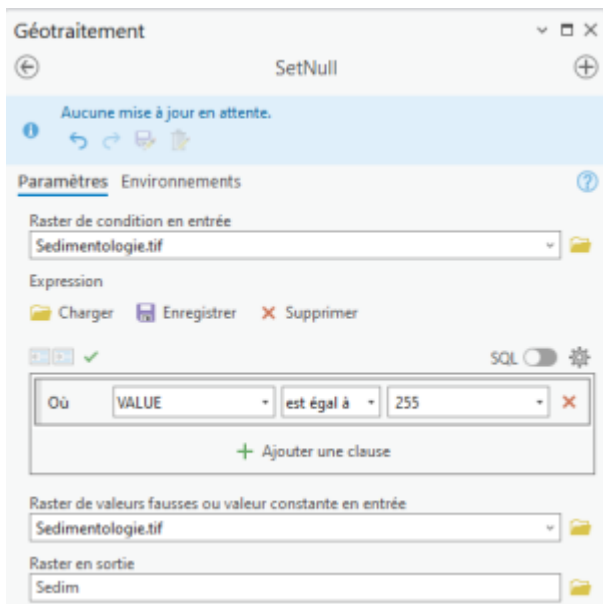 Géotraitement
SetNull
Aucune mise à jour en attente.
Paramètres Environnements
Raster de condition en entrée
Sedimentologie.tif
Expression
Charger Enregistrer Supprimer
SQL
Où VALUE est égal à 255
Ajouter une clause
Raster de valeurs fausses ou valeur constante en entrée
Sedimentologie.tif
Raster en sortie
Sedim